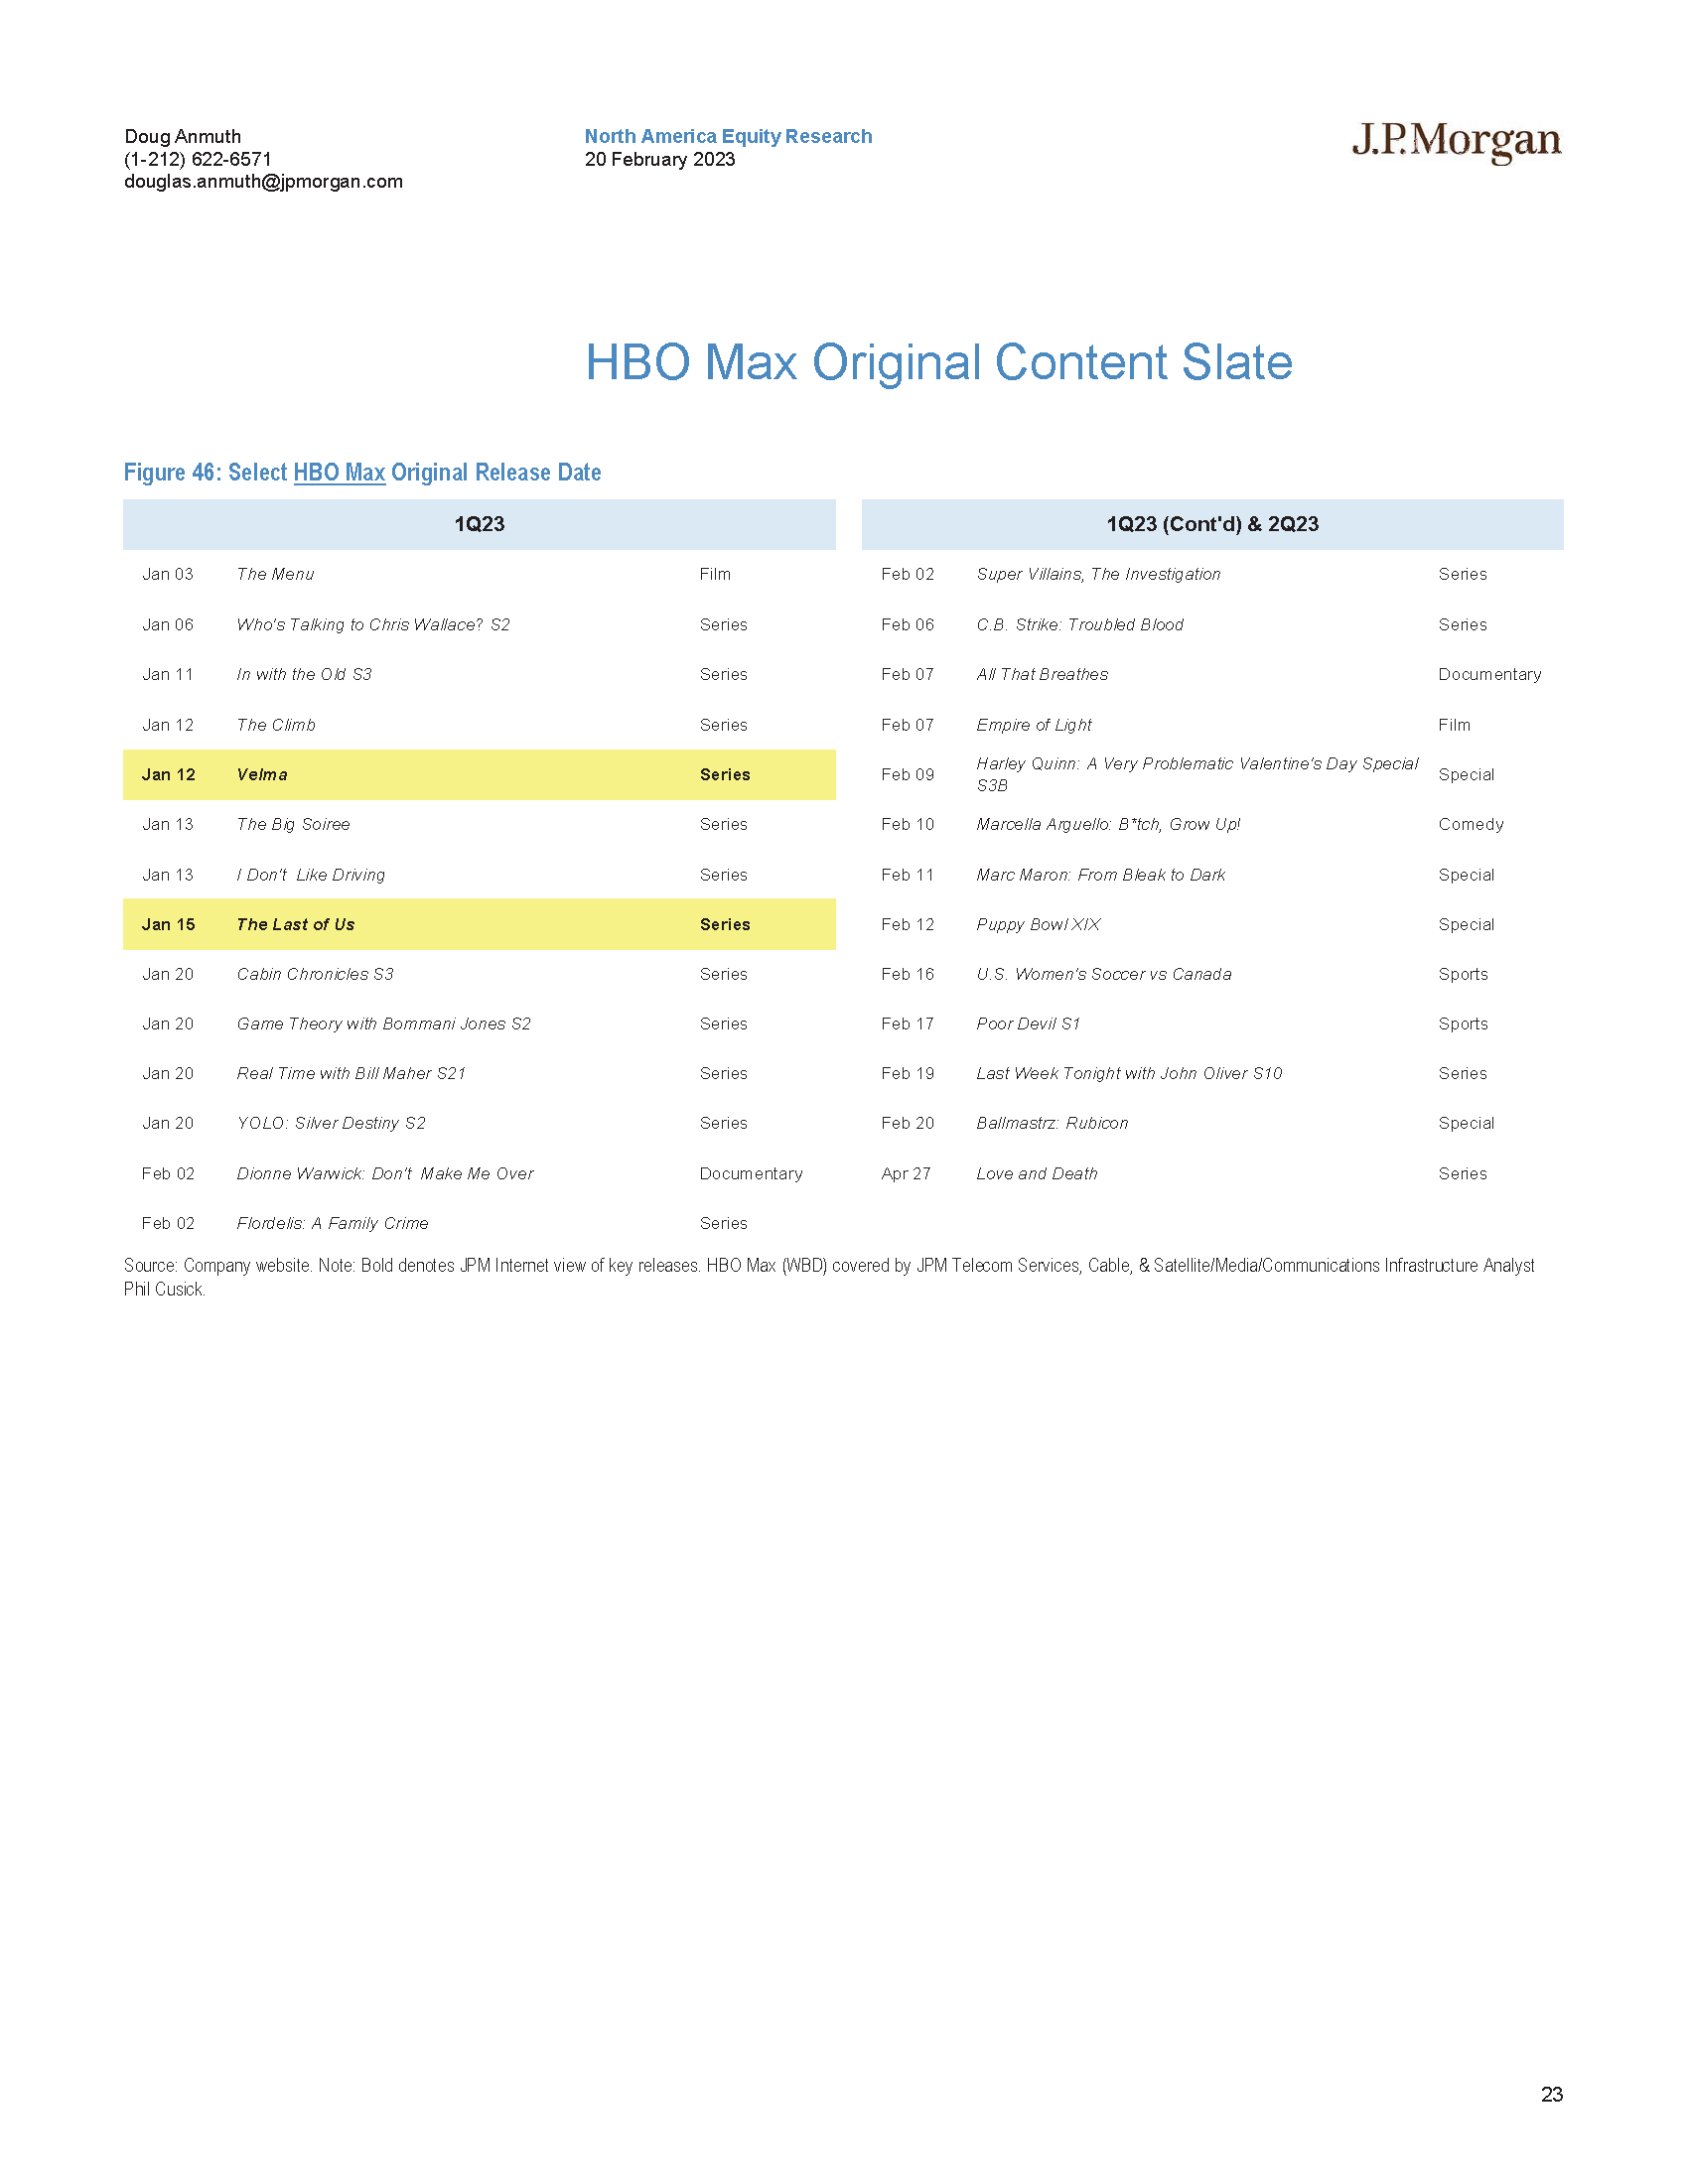 Doug Anmuth
(1-212) 622-6571
douglas.anmuth@jpmorgan.com
North America Equity Research
20 February 2023
J.P.Morgan
HBO Max Original Content Slate
Figure 46: Select HBO Max Original Release Date
1Q23
Jan 03 The Menu Film
Jan 06 Who's Talking to Chris Wallace? S2 Series
Jan 11 In with the Old S3 Series
Jan 12 The Climb Series
Jan 12 Velma Series
Jan 13 The Big Soiree Series
Jan 13 I Don't Like Driving Series
Jan 15 The Last of Us Series
Jan 20 Cabin Chronicles S3 Series
Jan 20 Game Theory with Bommani Jones S2 Series
Jan 20 Real Time with Bill Maher S21 Series
Jan 20 YOLO: Silver Destiny S2 Series
Feb 02 Dionne Warwick: Don't Make Me Over Documentary
Feb 02 Flordelis: A Family Crime Series
1Q23 (Cont'd) & 2Q23
Feb 02 Super Villains, The Investigation Series
Feb 06 C.B. Strike: Troubled Blood Series
Feb 07 All That Breathes Documentary
Feb 07 Empire of Light Film
Feb 09 Harley Quinn: A Very Problematic Valentine's Day Special
S3B Special
Feb 10 Marcella Arguello: B*tch, Grow Up! Comedy
Feb 11 Marc Maron: From Bleak to Dark Special
Feb 12 Puppy Bowl XIX Special
Feb 16 U.S. Women's Soccer vs Canada Sports
Feb 17 Poor Devil S1 Sports
Feb 19 Last Week Tonight with John Oliver S10 Series
Feb 20 Ballmastrz: Rubicon Special
Apr 27 Love and Death Series
Source: Company website. Note: Bold denotes JPM Internet view of key releases. HBO Max (WBD) covered by JPM Telecom Services, Cable, & Satellite/Media/Communications Infrastructure Analyst
Phil Cusick.
23